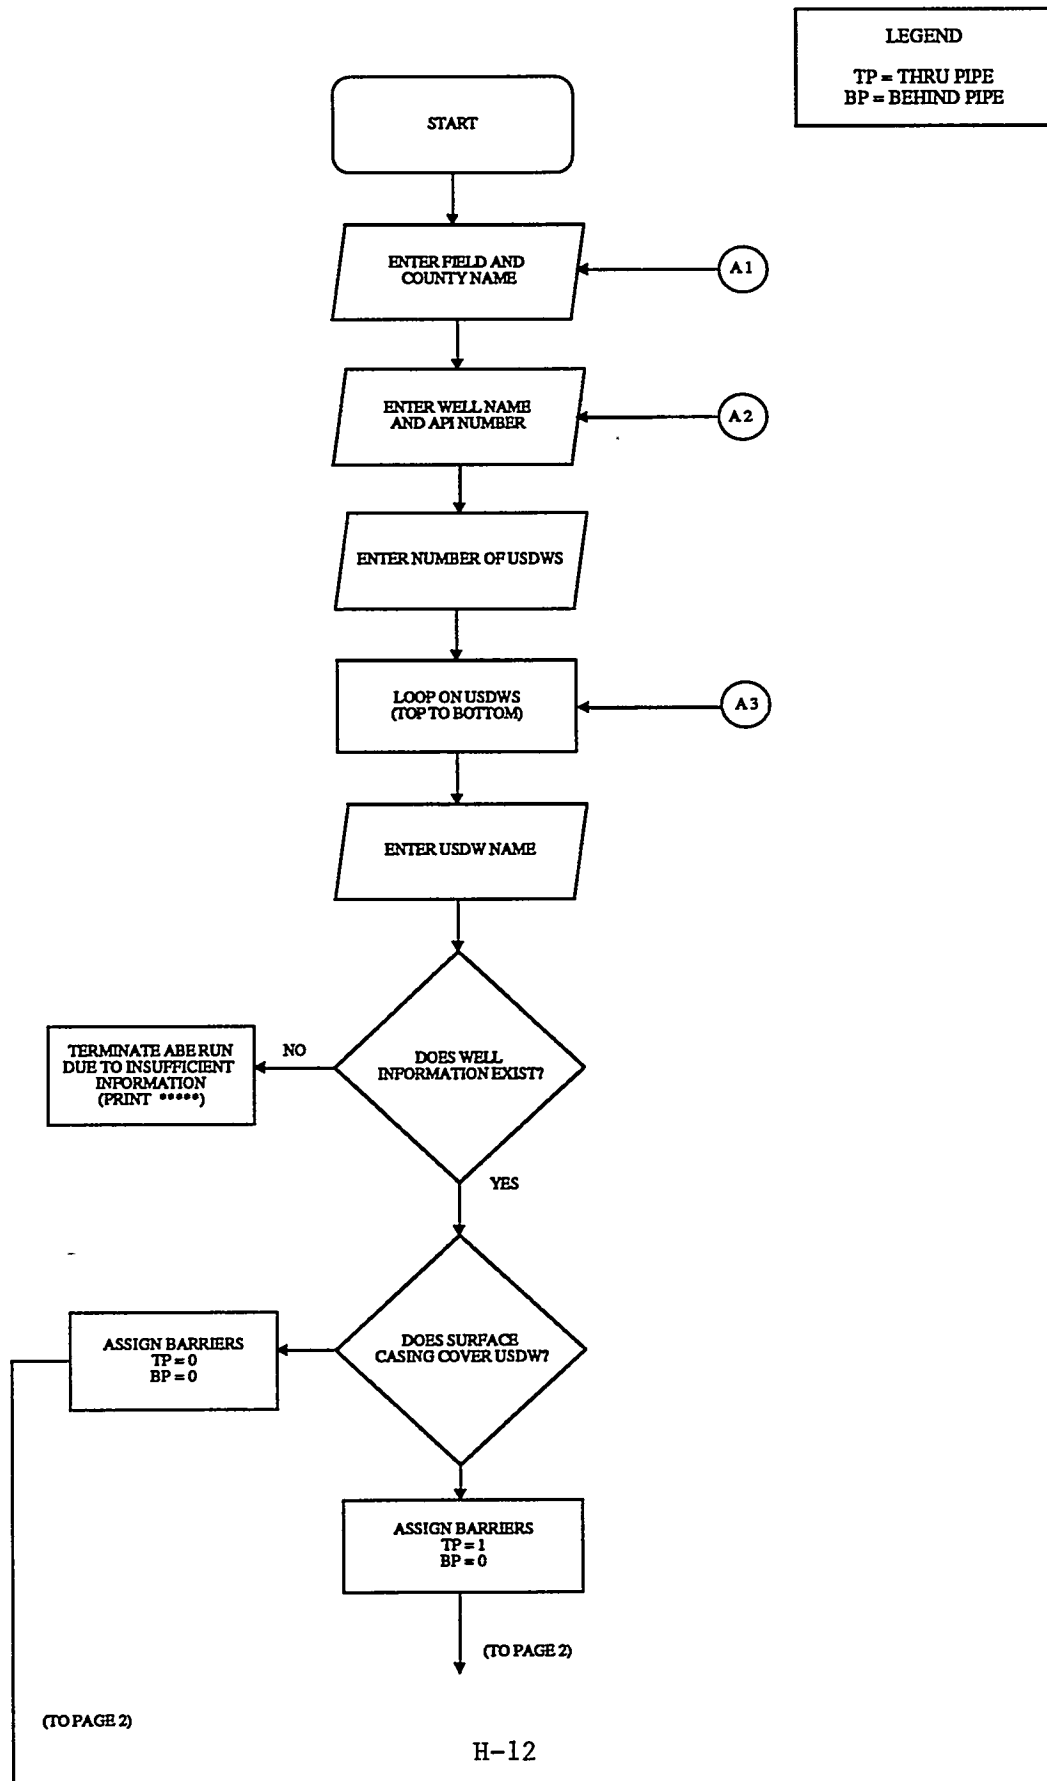 LEGEND
TP = THRU PIPE
BP = BEHIND PIPE
START
ENTER FIELD AND
COUNTY NAME
A1
ENTER WELL NAME
AND API NUMBER
A2
ENTER NUMBER OF USDWS
LOOP ON USDWS
(TOP TO BOTTOM)
A3
ENTER USDW NAME
DOES WELL
INFORMATION EXIST?
NO
TERMINATE ABE RUN
DUE TO INSUFFICIENT
INFORMATION
(PRINT *****)
YES
DOES SURFACE
CASING COVER USDW?
ASSIGN BARRIERS
TP = 0
BP = 0
ASSIGN BARRIERS
TP = 1
BP = 0
(TO PAGE 2)
(TO PAGE 2)
H-12